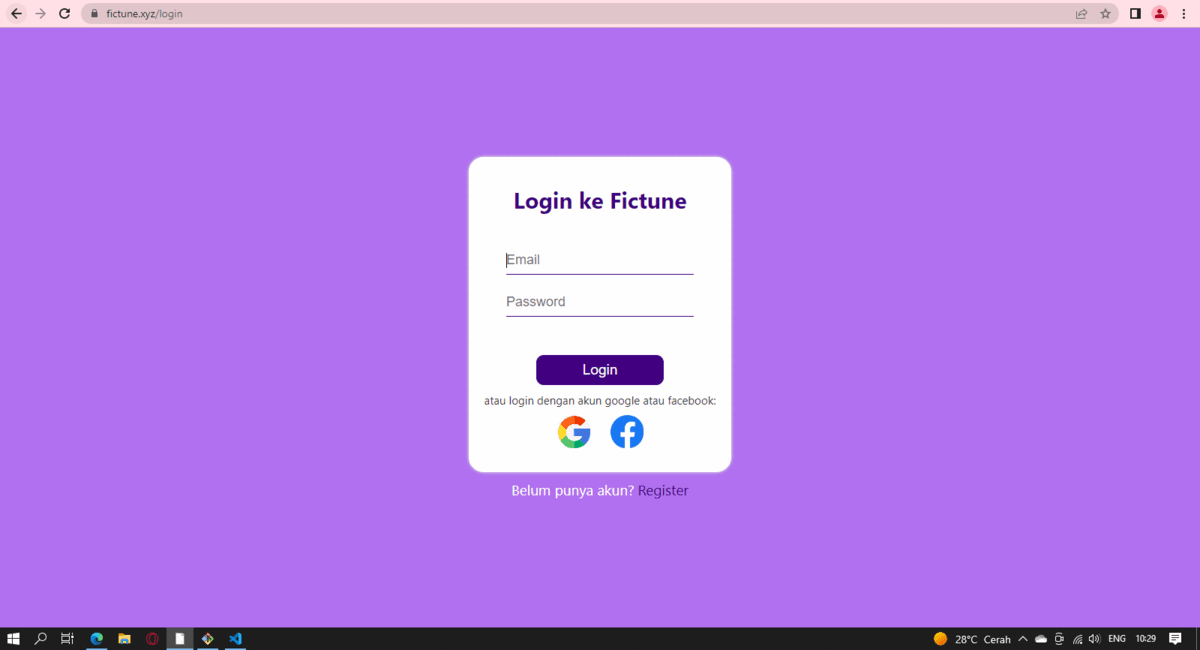 fictune.xyz/login
Login ke Fictune
Email
Password
Login
atau login dengan akun google atau facebook:
Belum punya akun? Register
28°C Cerah ENG 10:29